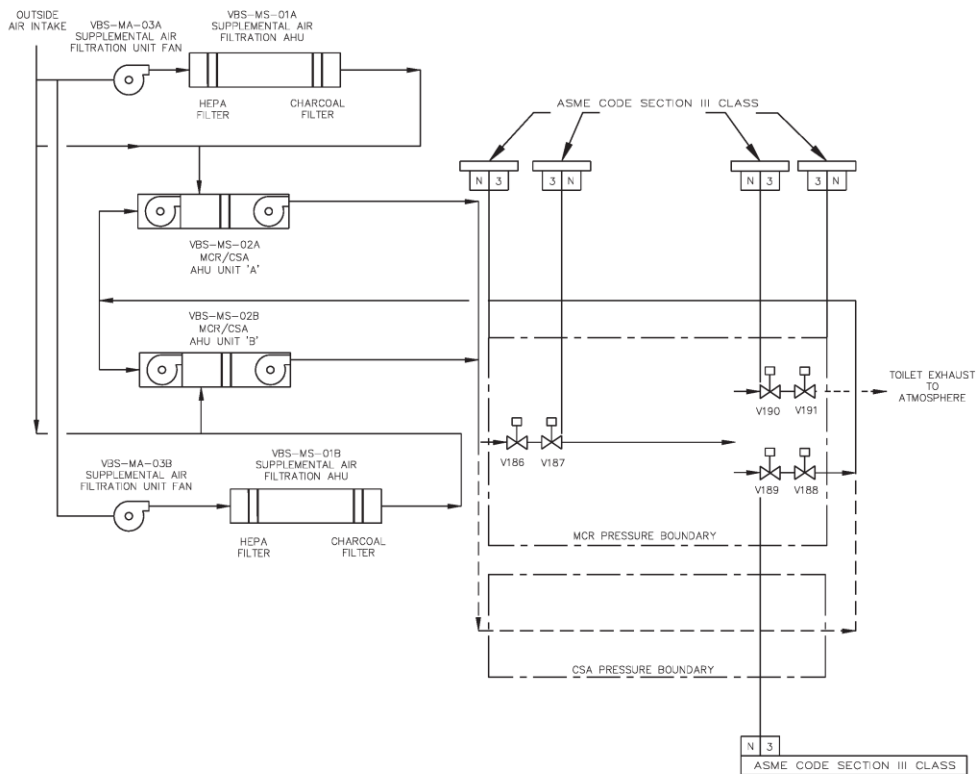 OUTSIDE
AIR INTAKE
VBS-MA-03A
SUPPLEMENTAL AIR
FILTRATION UNIT FAN
VBS-MS-01A
SUPPLEMENTAL AIR
FILTRATION AHU
HEPA
FILTER
CHARCOAL
FILTER
ASME CODE SECTION III CLASS
N 3
3 N
N 3
3 N
VBS-MS-02A
MCR/CSA
AHU UNIT 'A'
VBS-MS-02B
MCR/CSA
AHU UNIT 'B'
TOILET EXHAUST
TO
ATMOSPHERE
V190
V191
V186
V187
V189
V188
VBS-MA-03B
SUPPLEMENTAL AIR
FILTRATION UNIT FAN
VBS-MS-01B
SUPPLEMENTAL AIR
FILTRATION AHU
HEPA
FILTER
CHARCOAL
FILTER
MCR PRESSURE BOUNDARY
CSA PRESSURE BOUNDARY
N 3
ASME CODE SECTION III CLASS